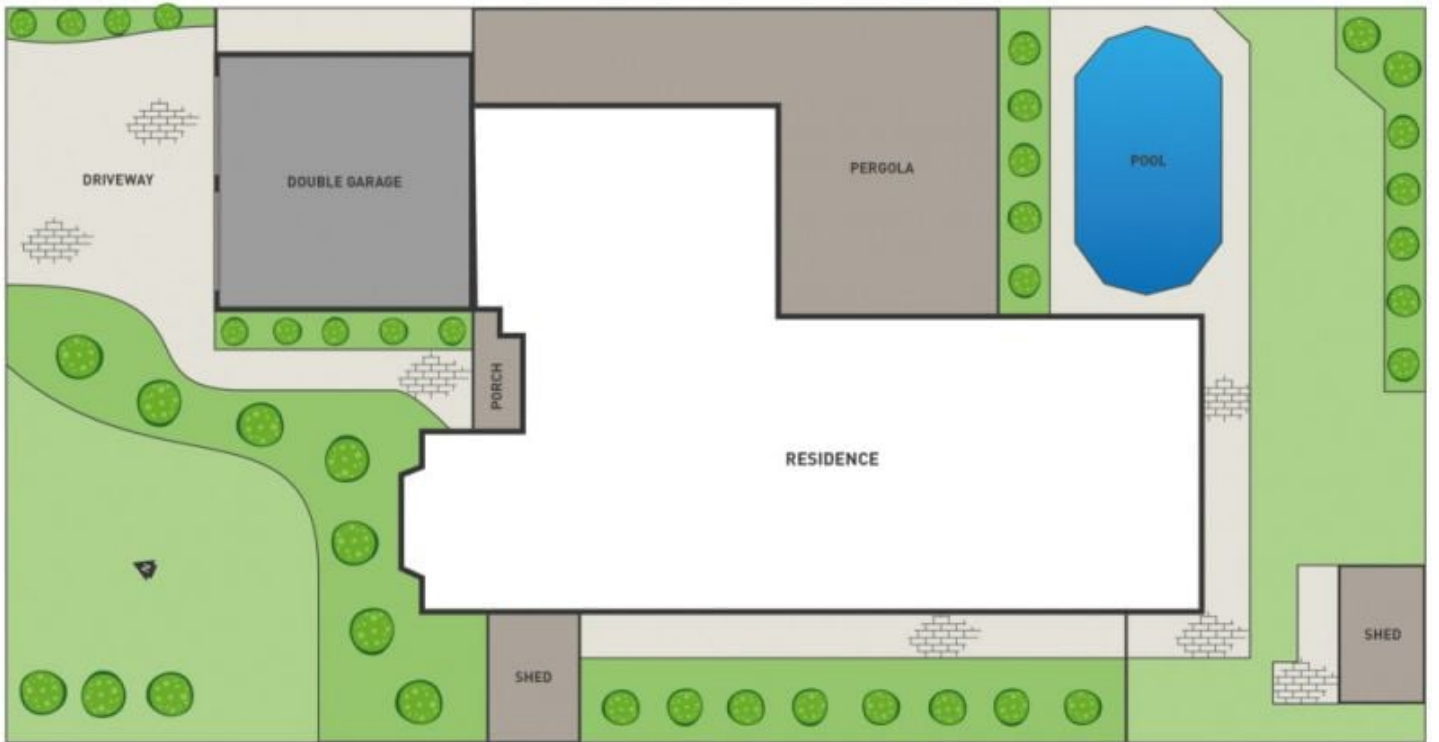 PERGOLA
POOL
DRIVEWAY
DOUBLE GARAGE
PORCH
RESIDENCE
SHED
SHED